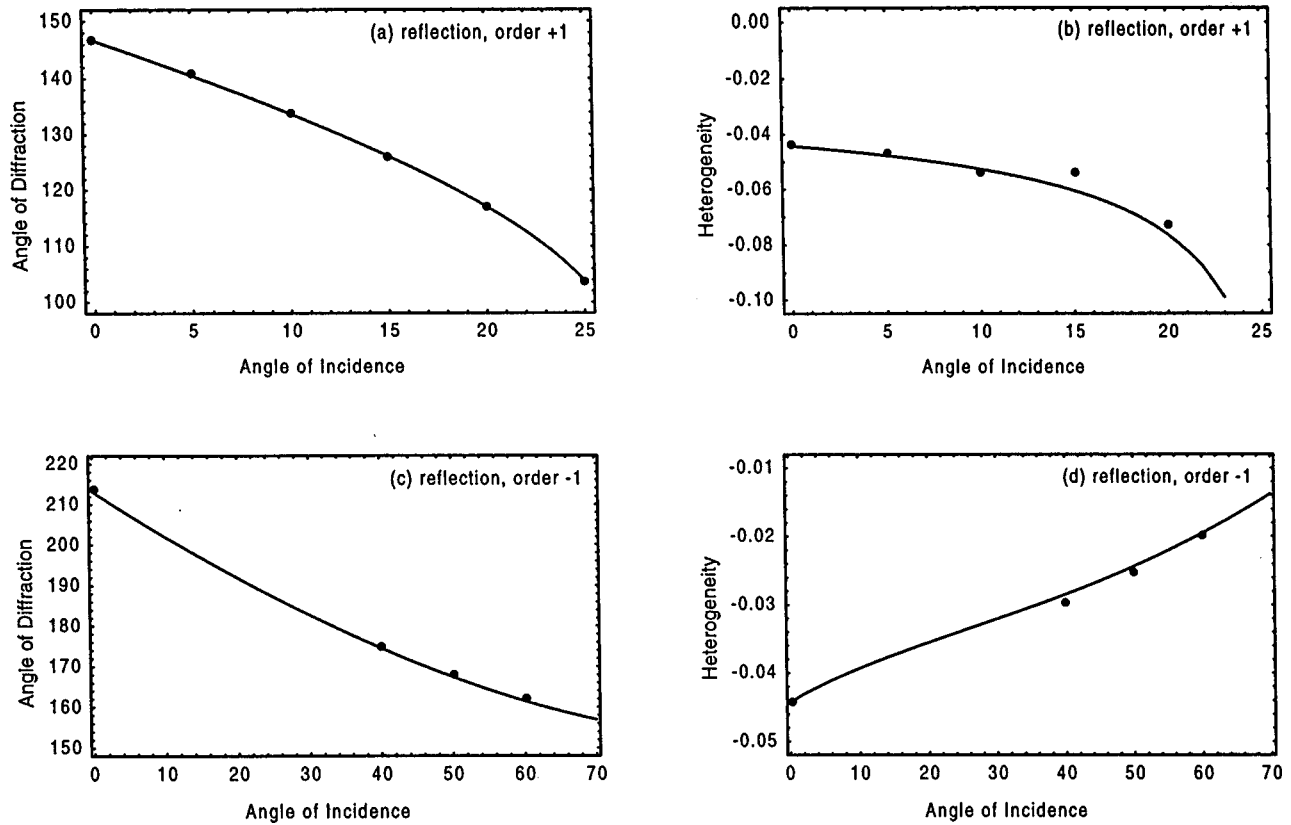 (a) reflection, order +1
Angle of Diffraction
150
140
130
120
110
100
0 5 10 15 20 25
Angle of Incidence
(b) reflection, order +1
Heterogeneity
0.00
-0.02
-0.04
-0.06
-0.08
-0.10
0 5 10 15 20 25
Angle of Incidence
(c) reflection, order -1
Angle of Diffraction
220
210
200
190
180
170
160
150
0 10 20 30 40 50 60 70
Angle of Incidence
(d) reflection, order -1
Heterogeneity
-0.01
-0.02
-0.03
-0.04
-0.05
0 10 20 30 40 50 60 70
Angle of Incidence